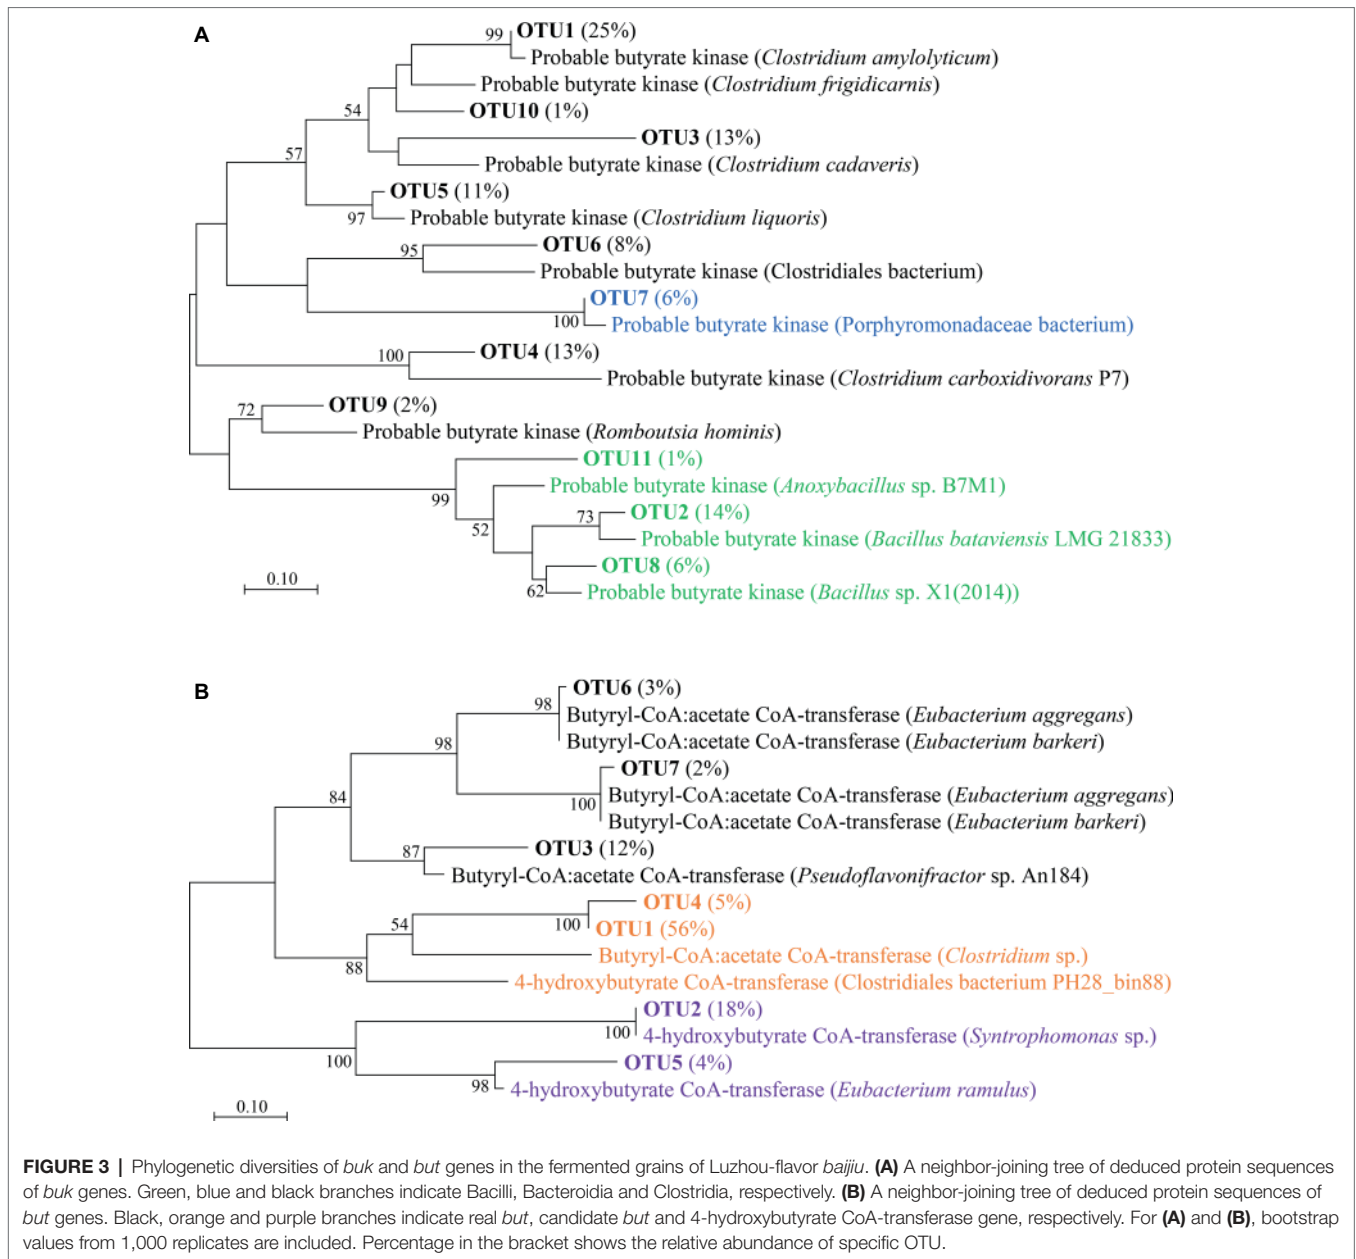 A
99 OTU1 (25%)
Probable butyrate kinase (Clostridium amylolyticum)
Probable butyrate kinase (Clostridium frigidicarnis)
54
OTU10 (1%)
OTU3 (13%)
57
Probable butyrate kinase (Clostridium cadaveris)
OTU5 (11%)
97 Probable butyrate kinase (Clostridium liquoris)
95 OTU6 (8%)
Probable butyrate kinase (Clostridiales bacterium)
OTU7 (6%)
100 Probable butyrate kinase (Porphyromonadaceae bacterium)
100 OTU4 (13%)
Probable butyrate kinase (Clostridium carboxidivorans P7)
72 OTU9 (2%)
Probable butyrate kinase (Romboutsia hominis)
OTU11 (1%)
99 Probable butyrate kinase (Anoxybacillus sp. B7M1)
52 73 OTU2 (14%)
Probable butyrate kinase (Bacillus bataviensis LMG 21833)
OTU8 (6%)
0.10
62 Probable butyrate kinase (Bacillus sp. X1(2014))
B
OTU6 (3%)
98 Butyryl-CoA:acetate CoA-transferase (Eubacterium aggregans)
98 Butyryl-CoA:acetate CoA-transferase (Eubacterium barkeri)
OTU7 (2%)
84 100 Butyryl-CoA:acetate CoA-transferase (Eubacterium aggregans)
Butyryl-CoA:acetate CoA-transferase (Eubacterium barkeri)
87 OTU3 (12%)
Butyryl-CoA:acetate CoA-transferase (Pseudoflavonifractor sp. An184)
OTU4 (5%)
54 100 OTU1 (56%)
Butyryl-CoA:acetate CoA-transferase (Clostridium sp.)
88 4-hydroxybutyrate CoA-transferase (Clostridiales bacterium PH28_bin88)
OTU2 (18%)
100 4-hydroxybutyrate CoA-transferase (Syntrophomonas sp.)
100 OTU5 (4%)
98 4-hydroxybutyrate CoA-transferase (Eubacterium ramulus)
0.10
FIGURE 3 | Phylogenetic diversities of buk and but genes in the fermented grains of Luzhou-flavor baijiu. (A) A neighbor-joining tree of deduced protein sequences
of buk genes. Green, blue and black branches indicate Bacilli, Bacteroidia and Clostridia, respectively. (B) A neighbor-joining tree of deduced protein sequences of
but genes. Black, orange and purple branches indicate real but, candidate but and 4-hydroxybutyrate CoA-transferase gene, respectively. For (A) and (B), bootstrap
values from 1,000 replicates are included. Percentage in the bracket shows the relative abundance of specific OTU.